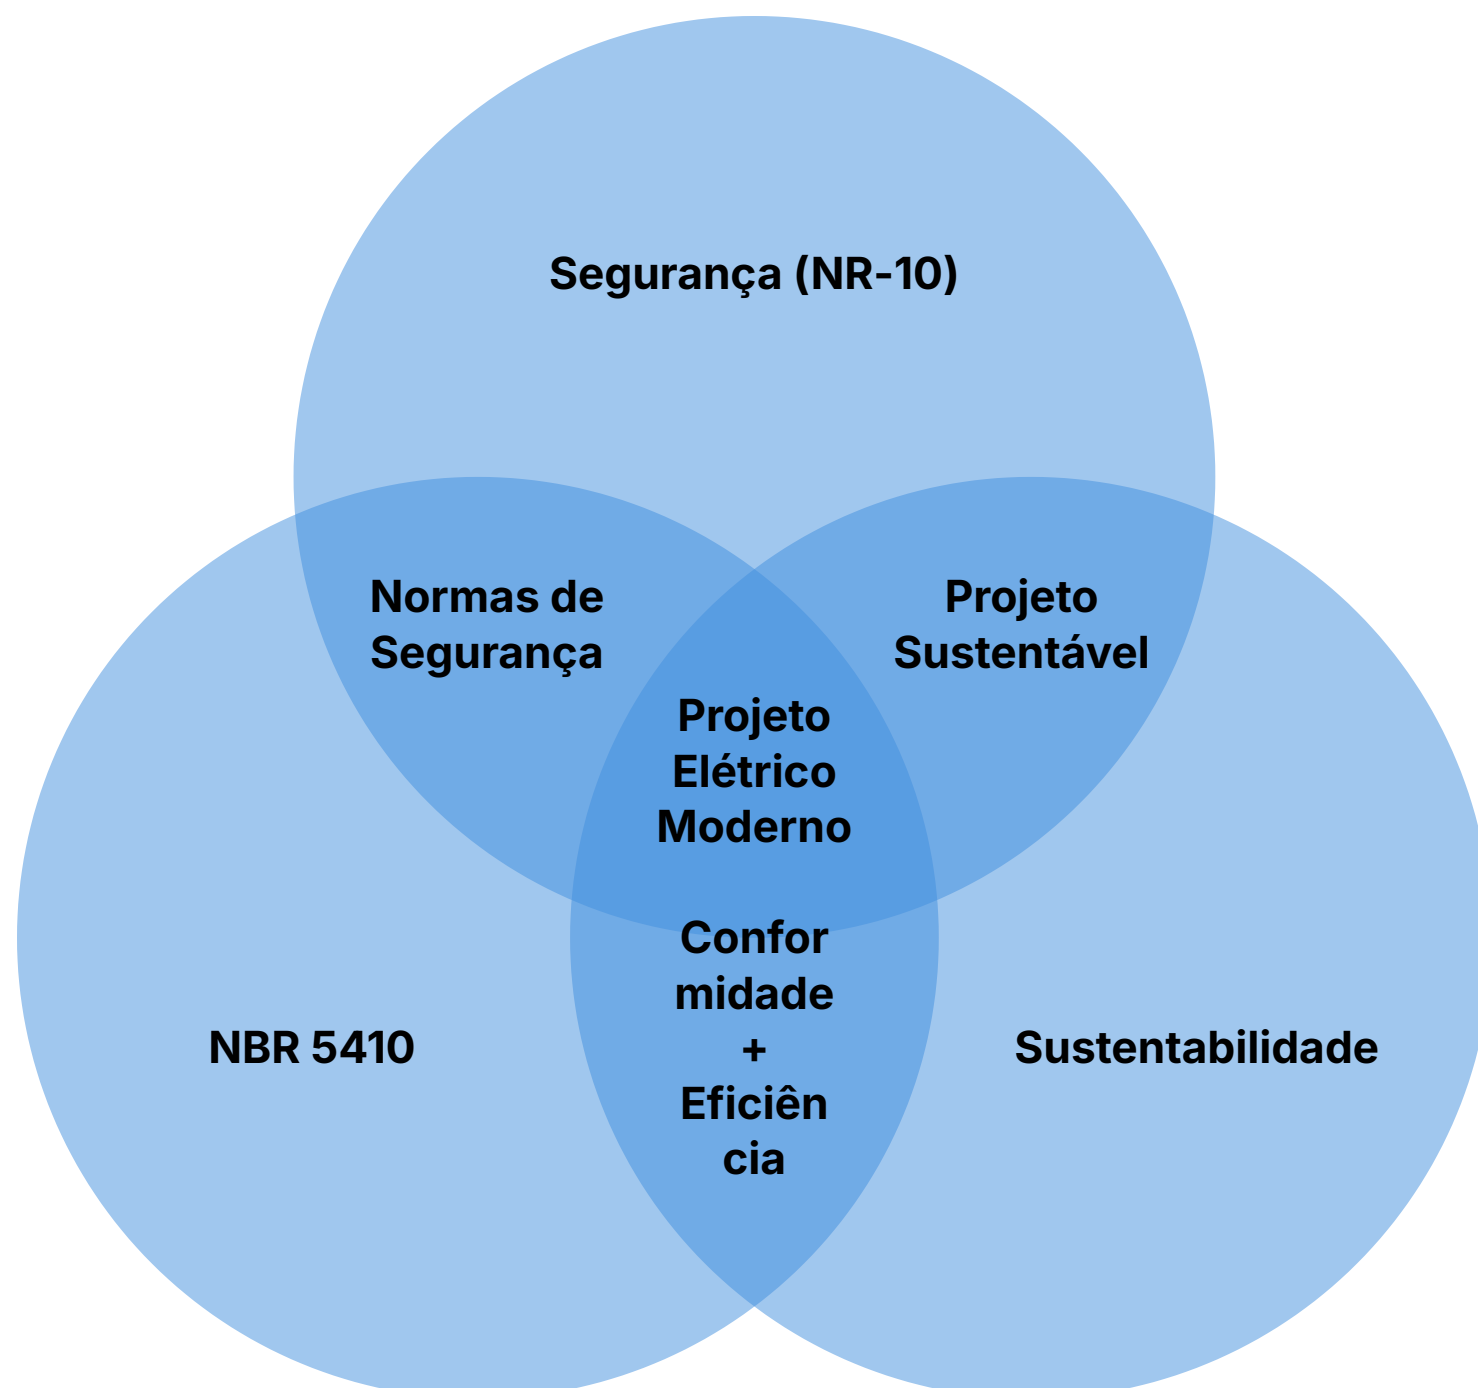 Segurança (NR-10)
Normas de
Segurança
Projeto
Sustentável
Projeto
Elétrico
Moderno
Confor
midade
+
Eficiên
cia
NBR 5410
Sustentabilidade